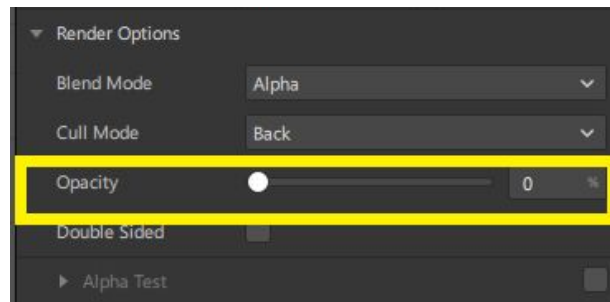 Render Options
Blend Mode Alpha
Cull Mode Back
Opacity 0 %
Double Sided
Alpha Test